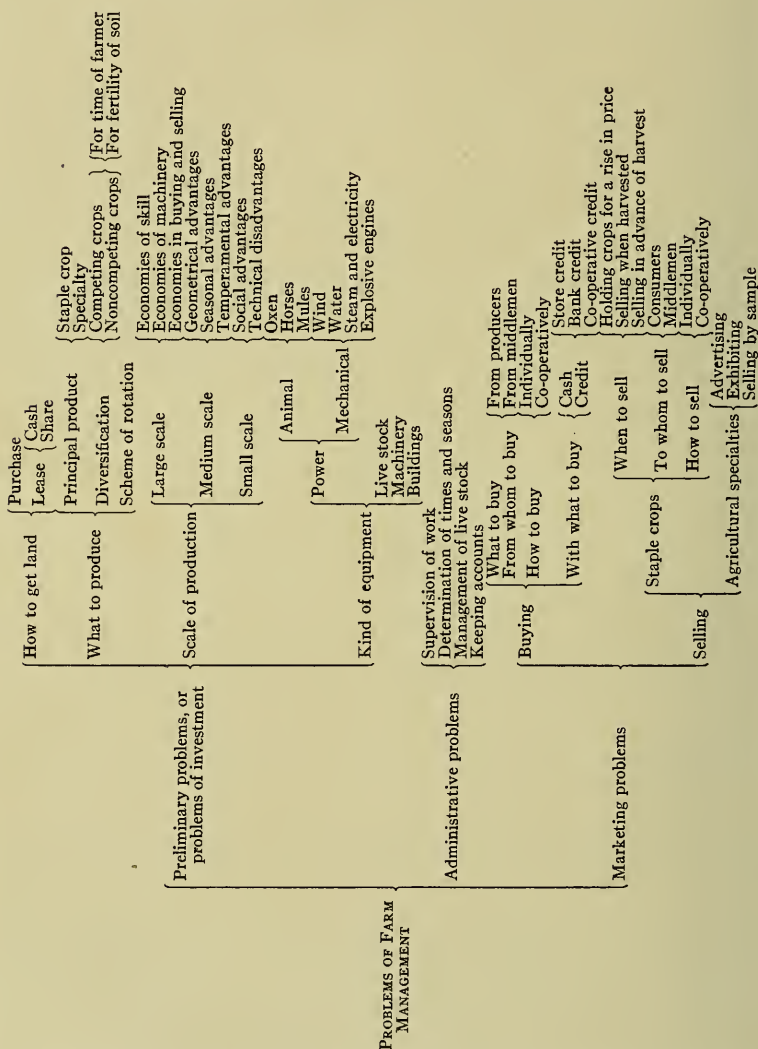 PROBLEMS OF FARM
MANAGEMENT
Preliminary problems, or
problems of investment
How to get land
Purchase
Lease
Cash
Share
What to produce
Principal product
Staple crop
Specialty
Diversification
Competing crops
Noncompeting crops
For time of farmer
For fertility of soil
Scheme of rotation
Scale of production
Large scale
Medium scale
Small scale
Economies of skill
Economies of machinery
Economies in buying and selling
Geometrical advantages
Seasonal advantages
Temperamental advantages
Social advantages
Technical disadvantages
Kind of equipment
Power
Animal
Oxen
Horses
Mules
Mechanical
Wind
Water
Steam and electricity
Explosive engines
Live stock
Machinery
Buildings
Administrative problems
Supervision of work
Determination of times and seasons
Management of live stock
Keeping accounts
Marketing problems
Buying
What to buy
From whom to buy
From producers
From middlemen
How to buy
Individually
Co-operatively
With what to buy
Cash
Credit
Store credit
Bank credit
Co-operative credit
Selling
Staple crops
When to sell
Holding crops for a rise in price
Selling when harvested
Selling in advance of harvest
To whom to sell
Consumers
Middlemen
How to sell
Individually
Co-operatively
Agricultural specialties
Advertising
Exhibiting
Selling by sample